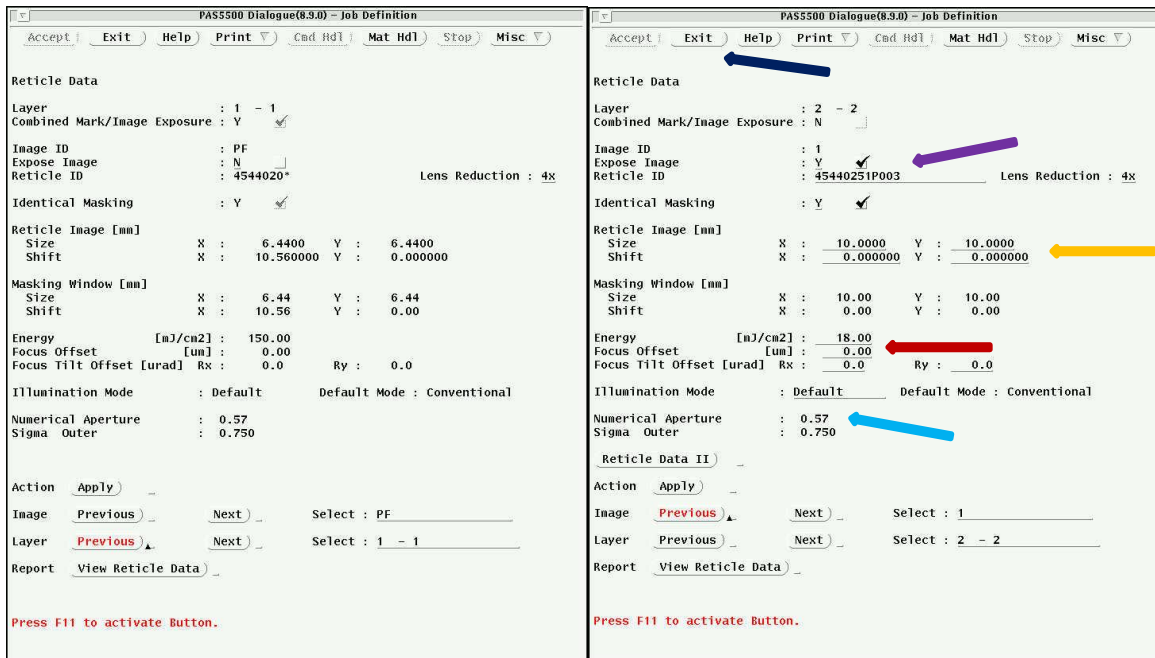 PAS5500 Dialogue(8.9.0) – Job Definition
Accept Exit Help Print Cmd Hdl Mat Hdl Stop Misc
Reticle Data
Layer : 1 - 1
Combined Mark/Image Exposure : Y
Image ID : PF
Expose Image : N
Reticle ID : 4544020* Lens Reduction : 4x
Identical Masking : Y
Reticle Image [mm]
Size X : 6.4400 Y : 6.4400
Shift X : 10.560000 Y : 0.000000
Masking Window [mm]
Size X : 6.44 Y : 6.44
Shift X : 10.56 Y : 0.00
Energy [mJ/cm2] : 150.00
Focus Offset [um] : 0.00
Focus Tilt Offset [urad] Rx : 0.0 Ry : 0.0
Illumination Mode : Default Default Mode : Conventional
Numerical Aperture : 0.57
Sigma Outer : 0.750
Action Apply
Image Previous Next Select : PF
Layer Previous Next Select : 1 - 1
Report View Reticle Data
Press F11 to activate Button.
PAS5500 Dialogue(8.9.0) – Job Definition
Accept Exit Help Print Cmd Hdl Mat Hdl Stop Misc
Reticle Data
Layer : 2 - 2
Combined Mark/Image Exposure : N
Image ID : 1
Expose Image : Y
Reticle ID : 45440251P003 Lens Reduction : 4x
Identical Masking : Y
Reticle Image [mm]
Size X : 10.0000 Y : 10.0000
Shift X : 0.000000 Y : 0.000000
Masking Window [mm]
Size X : 10.00 Y : 10.00
Shift X : 0.00 Y : 0.00
Energy [mJ/cm2] : 18.00
Focus Offset [um] : 0.00
Focus Tilt Offset [urad] Rx : 0.0 Ry : 0.0
Illumination Mode : Default Default Mode : Conventional
Numerical Aperture : 0.57
Sigma Outer : 0.750
Reticle Data II
Action Apply
Image Previous Next Select : 1
Layer Previous Next Select : 2 - 2
Report View Reticle Data
Press F11 to activate Button.